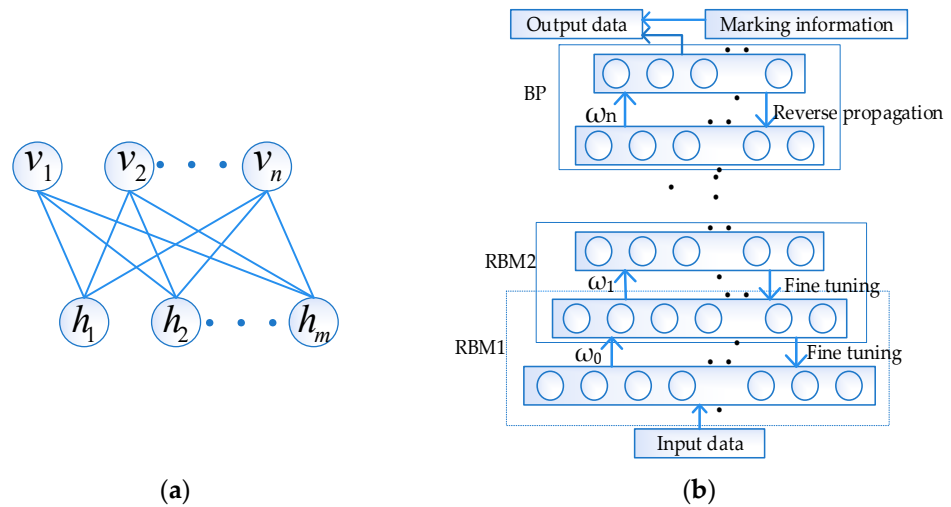 v1 v2 vn
h1 h2 hm
(a)
Output data
Marking information
BP
ωn
Reverse propagation
RBM2
ω1
Fine tuning
RBM1
ω0
Fine tuning
Input data
(b)